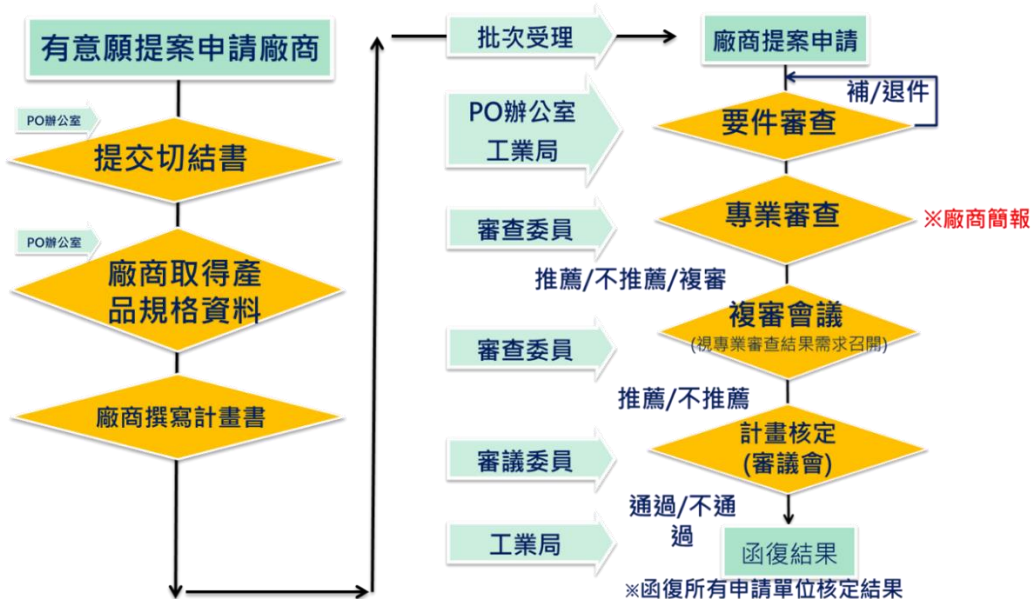 有意願提案申請廠商
PO辦公室
提交切結書
PO辦公室
廠商取得產
品規格資料
廠商撰寫計畫書
批次受理
廠商提案申請
補/退件
PO辦公室
工業局
要件審查
審查委員
專業審查
※廠商簡報
推薦/不推薦/複審
審查委員
複審會議
(視專業審查結果需求召開)
推薦/不推薦
審議委員
計畫核定
(審議會)
通過/不通
過
工業局
函復結果
※函復所有申請單位核定結果